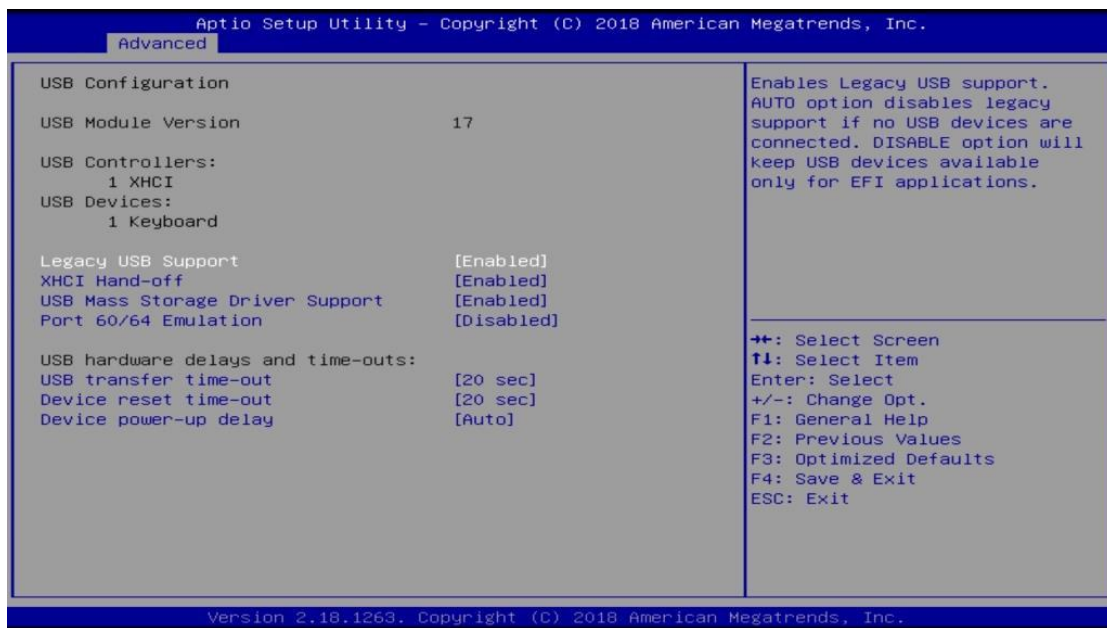 Aptio Setup Utility – Copyright (C) 2018 American Megatrends, Inc.
Advanced
USB Configuration
USB Module Version 17
USB Controllers:
1 XHCI
USB Devices:
1 Keyboard
Legacy USB Support [Enabled]
XHCI Hand-off [Enabled]
USB Mass Storage Driver Support [Enabled]
Port 60/64 Emulation [Disabled]
USB hardware delays and time-outs:
USB transfer time-out [20 sec]
Device reset time-out [20 sec]
Device power-up delay [Auto]
Enables Legacy USB support.
AUTO option disables legacy
support if no USB devices are
connected. DISABLE option will
keep USB devices available
only for EFI applications.
→←: Select Screen
↑↓: Select Item
Enter: Select
+/-: Change Opt.
F1: General Help
F2: Previous Values
F3: Optimized Defaults
F4: Save & Exit
ESC: Exit
Version 2.18.1263. Copyright (C) 2018 American Megatrends, Inc.